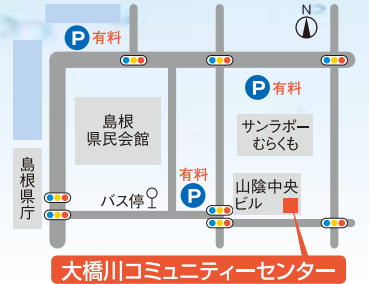 N
P 有料
P 有料
島根
県民会館
サンラポー
むらくも
島根県庁
有料
P
バス停
山陰中央
ビル
大橋川コミュニティーセンター